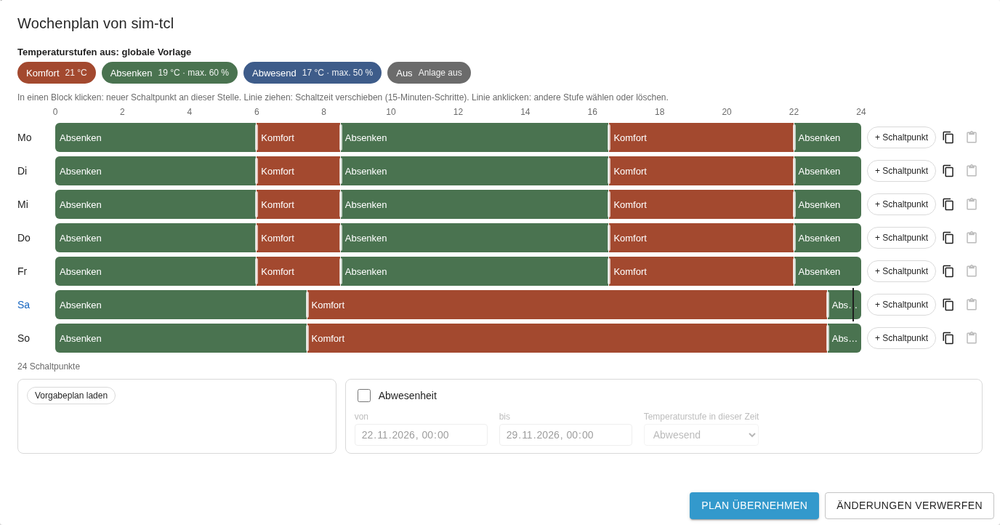 Wochenplan von sim-tcl
Temperaturstufen aus: globale Vorlage
Komfort 21 °C Absenken 19 °C · max. 60 % Abwesend 17 °C · max. 50 % Aus Anlage aus
In einen Block klicken: neuer Schaltpunkt an dieser Stelle. Linie ziehen: Schaltzeit verschieben (15-Minuten-Schritte). Linie anklicken: andere Stufe wählen oder löschen.
0 2 4 6 8 10 12 14 16 18 20 22 24
Mo Absenken Komfort Absenken Komfort Absenken + Schaltpunkt
Di Absenken Komfort Absenken Komfort Absenken + Schaltpunkt
Mi Absenken Komfort Absenken Komfort Absenken + Schaltpunkt
Do Absenken Komfort Absenken Komfort Absenken + Schaltpunkt
Fr Absenken Komfort Absenken Komfort Absenken + Schaltpunkt
Sa Absenken Komfort Abs... + Schaltpunkt
So Absenken Komfort Abs... + Schaltpunkt
24 Schaltpunkte
Vorgabeplan laden
Abwesenheit
von bis Temperaturstufe in dieser Zeit
22.11.2026, 00:00 29.11.2026, 00:00 Abwesend
PLAN ÜBERNEHMEN ÄNDERUNGEN VERWERFEN